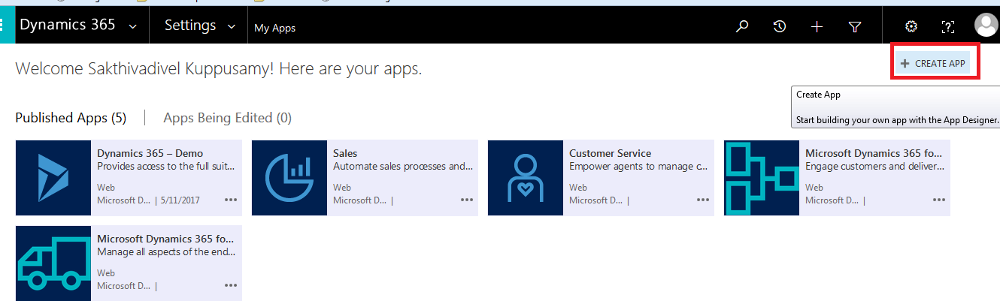 Dynamics 365
Settings
My Apps
Welcome Sakthivadivel Kuppusamy! Here are your apps.
+ CREATE APP
Create App
Start building your own app with the App Designer.
Published Apps (5) | Apps Being Edited (0)
Dynamics 365 – Demo
Provides access to the full suit...
Web
Microsoft D... | 5/11/2017
Sales
Automate sales processes and...
Web
Microsoft D... |
Customer Service
Empower agents to manage c...
Web
Microsoft D... |
Microsoft Dynamics 365 fo...
Engage customers and deliver...
Web
Microsoft D... |
Microsoft Dynamics 365 fo...
Manage all aspects of the end...
Web
Microsoft D... |